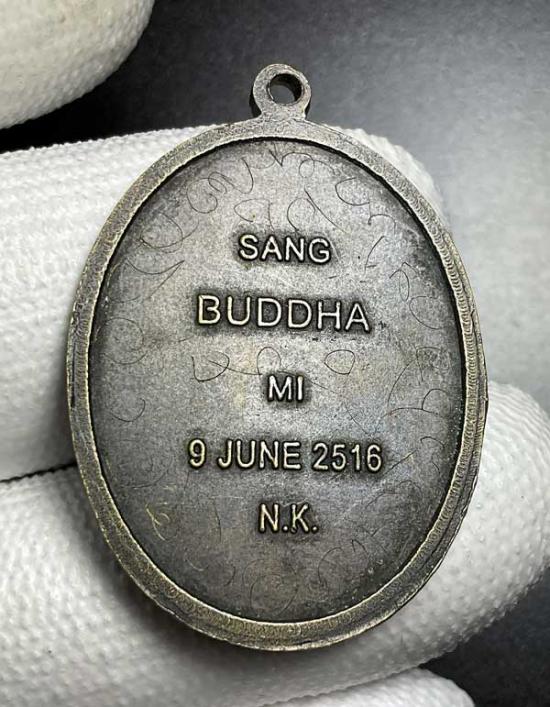 SANG
BUDDHA
MI
9 JUNE 2516
N.K.